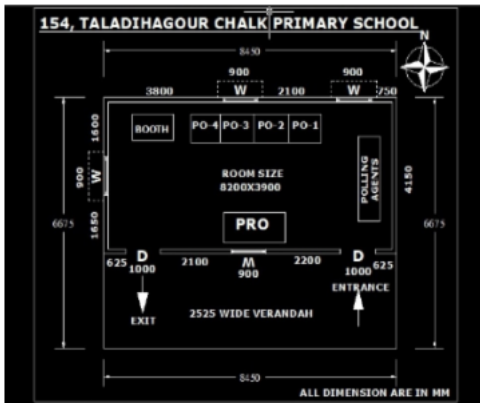 154, TALADIHAGOUR CHALK PRIMARY SCHOOL
N
8450
900
900
W
W
3800
2100
750
1600
BOOTH
PO-4 PO-3 PO-2 PO-1
900
W
ROOM SIZE
8200X3900
POLLING
AGENTS
4150
6675
6675
1650
PRO
625
D
1000
2100
M
900
2200
D
1000
625
ENTRANCE
EXIT
2525 WIDE VERANDAH
8450
ALL DIMENSION ARE IN MM